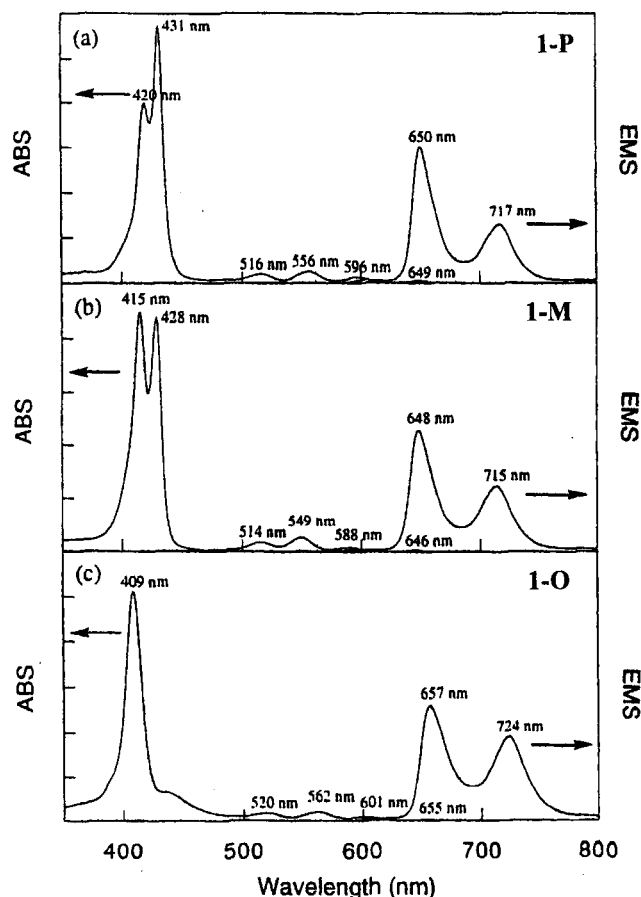 (a)
431 nm
1-P
420 nm
650 nm
717 nm
516 nm
556 nm
596 nm
649 nm
ABS
EMS
(b)
415 nm
428 nm
1-M
648 nm
715 nm
514 nm
549 nm
588 nm
646 nm
ABS
EMS
(c)
409 nm
1-O
657 nm
724 nm
520 nm
562 nm
601 nm
655 nm
ABS
EMS
400
500
600
700
800
Wavelength (nm)